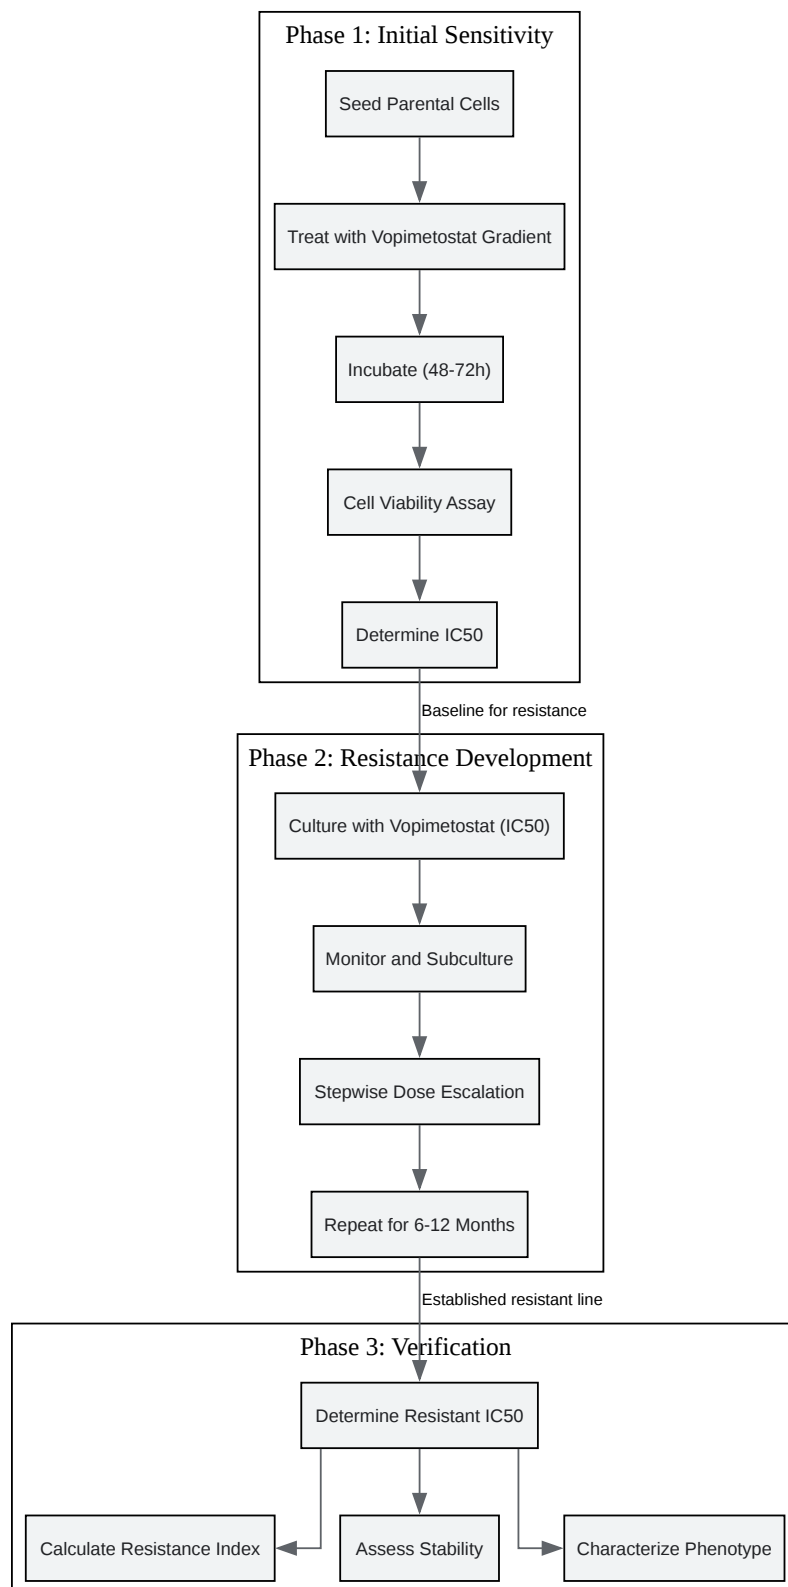 Phase 1: Initial Sensitivity
Seed Parental Cells
Treat with Vopimetostat Gradient
Incubate (48-72h)
Cell Viability Assay
Determine IC50
Baseline for resistance
Phase 2: Resistance Development
Culture with Vopimetostat (IC50)
Monitor and Subculture
Stepwise Dose Escalation
Repeat for 6-12 Months
Established resistant line
Phase 3: Verification
Determine Resistant IC50
Calculate Resistance Index
Assess Stability
Characterize Phenotype